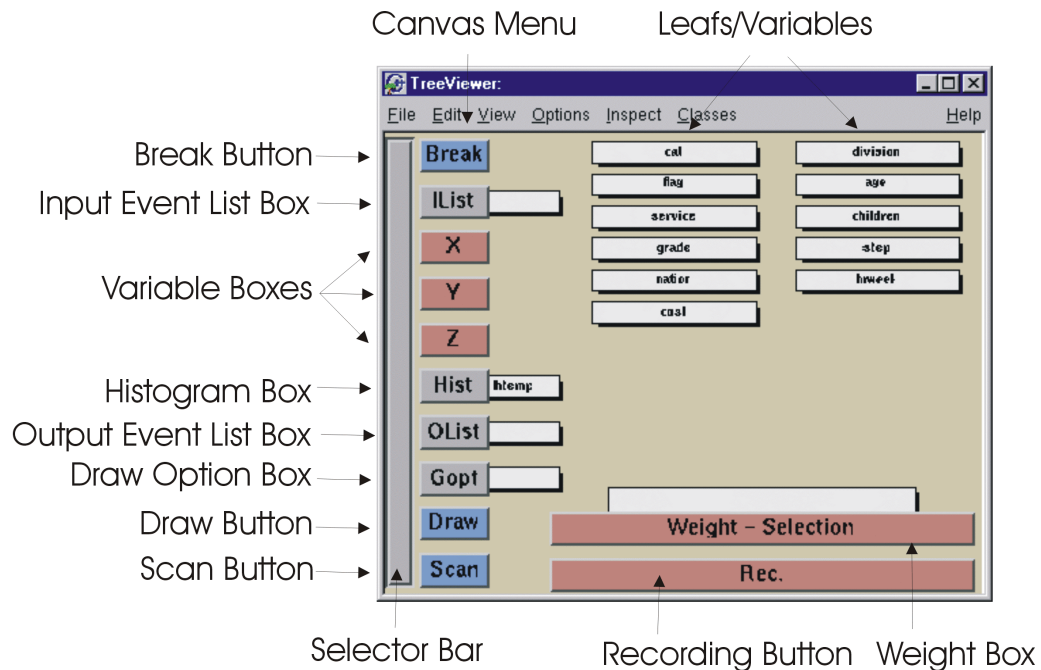 Canvas Menu Leafs/Variables
TreeViewer:
File Edit View Options Inspect Classes Help
Break Button Break cal division
flag age
Input Event List Box IList
service children
X grade step
Variable Boxes Y nation hrweek
cost
Z
Histogram Box Hist htemp
Output Event List Box OList
Draw Option Box Gopt
Draw Button Draw Weight - Selection
Scan Button Scan Rec.
Selector Bar Recording Button Weight Box